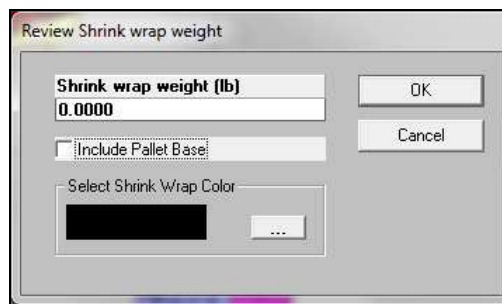 Review Shrink wrap weight
Shrink wrap weight (lb)
0.0000
OK
Include Pallet Base
Cancel
Select Shrink Wrap Color
...